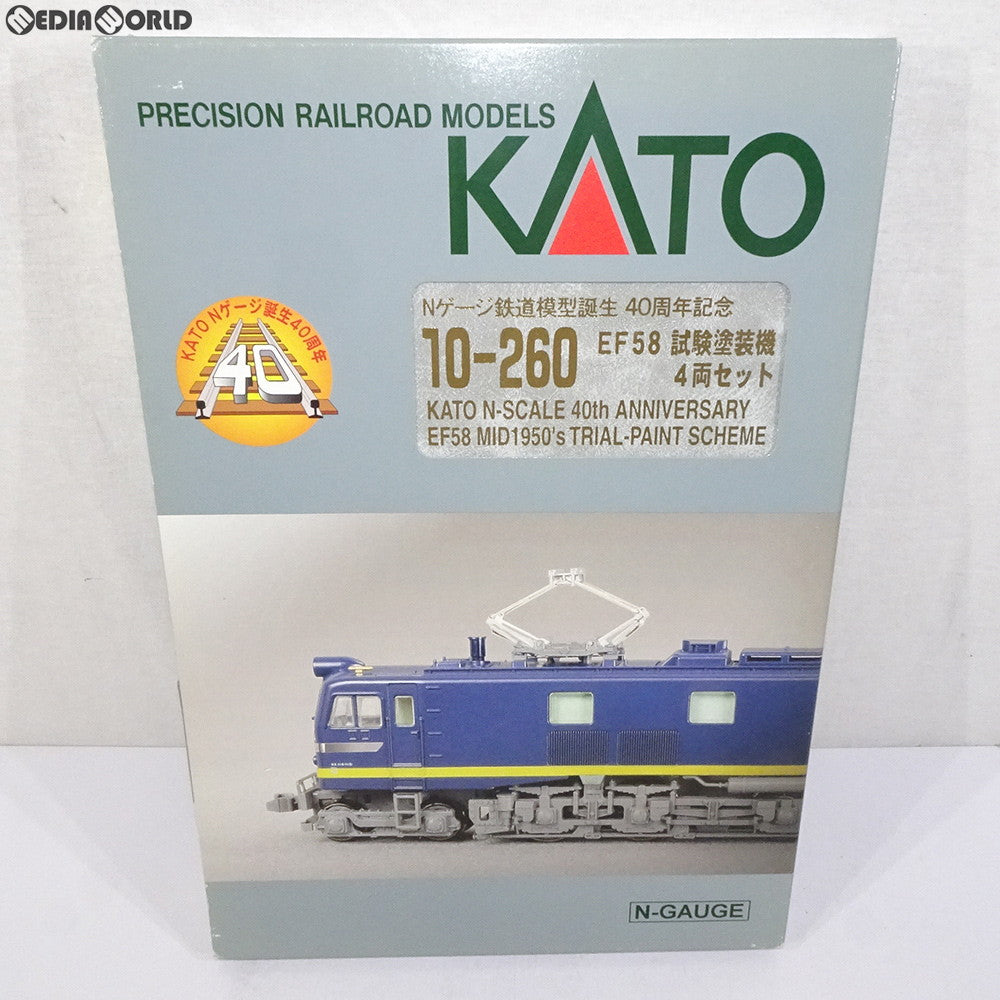 MEDIAWORLD
PRECISION RAILROAD MODELS
KATO
KATO Nゲージ誕生40周年
40
Nゲージ鉄道模型誕生 40周年記念
10-260 EF58 試験塗装機
4両セット
KATO N-SCALE 40th ANNIVERSARY
EF58 MID1950's TRIAL-PAINT SCHEME
N-GAUGE